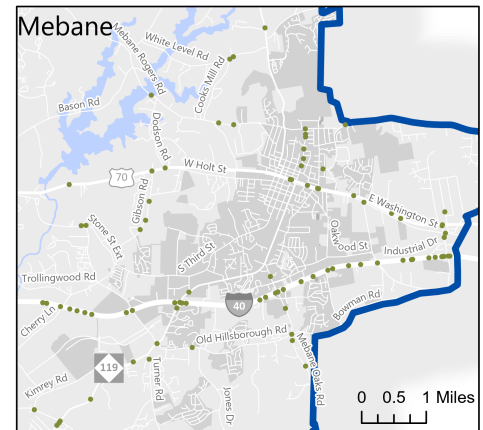 Mebane
White Level Rd
Mebane Rogers Rd
Cooks Mill Rd
Bason Rd
Dodson Rd
W Holt St
70
Gibson Rd
E Washington St
Stone St Ext
Oakwood St
S Third St
Industrial Dr
Trollingwood Rd
40
Bowman Rd
Cherry Ln
Old Hillsborough Rd
119
Mebane Oaks Rd
Kimrey Rd
Turner Rd
Jones Dr
0 0.5 1 Miles